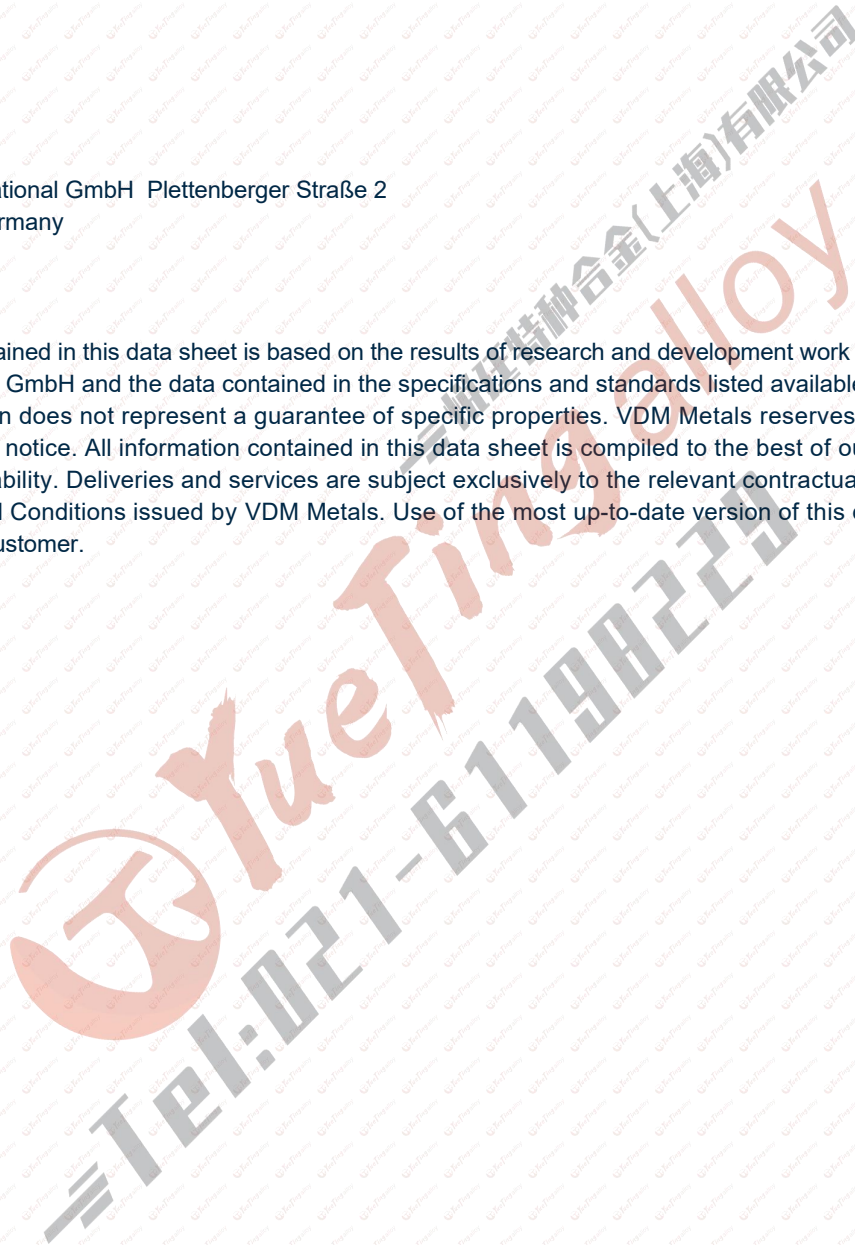 ational GmbH Plettenberger Straße 2
rmany
ained in this data sheet is based on the results of research and development work
GmbH and the data contained in the specifications and standards listed available
n does not represent a guarantee of specific properties. VDM Metals reserves
notice. All information contained in this data sheet is compiled to the best of ou
ability. Deliveries and services are subject exclusively to the relevant contractua
l Conditions issued by VDM Metals. Use of the most up-to-date version of this
ustomer.
特种合金(上海)有限公司
YueTingalloy
Tel:021-61198229